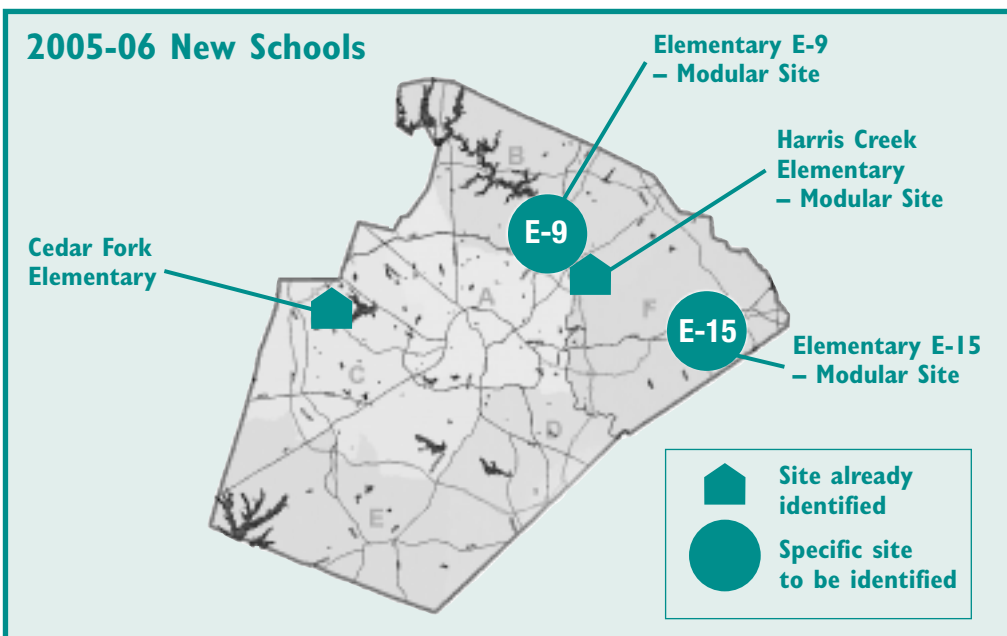 2005-06 New Schools
Elementary E-9
– Modular Site
Harris Creek
Elementary
– Modular Site
Cedar Fork
Elementary
B
E-9
A
F
E-15
C
D
E
Elementary E-15
– Modular Site
Site already
identified
Specific site
to be identified